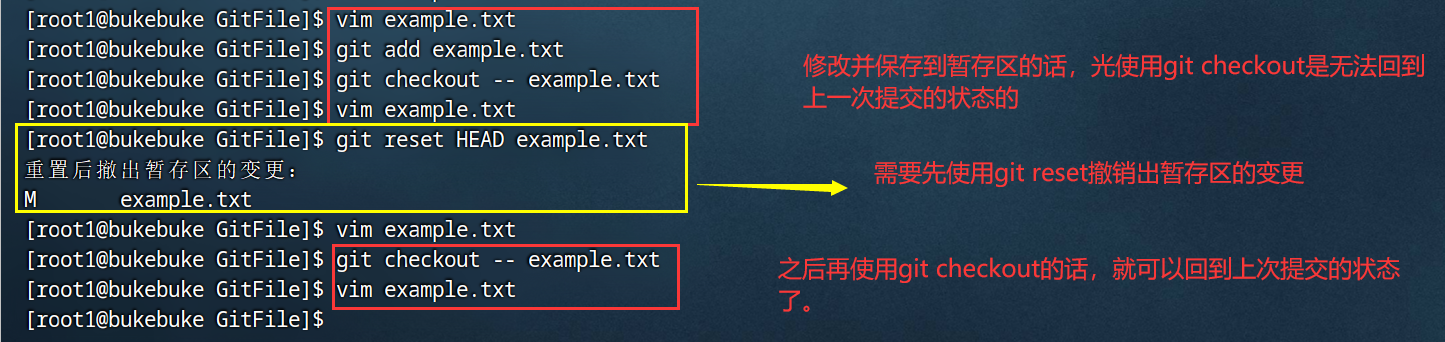 [root1@bukebuke GitFile]$ vim example.txt
[root1@bukebuke GitFile]$ git add example.txt
[root1@bukebuke GitFile]$ git checkout -- example.txt
[root1@bukebuke GitFile]$ vim example.txt
修改并保存到暂存区的话，光使用git checkout是无法回到
上一次提交的状态的
[root1@bukebuke GitFile]$ git reset HEAD example.txt
重置后撤出暂存区的变更：
M       example.txt
需要先使用git reset撤销出暂存区的变更
[root1@bukebuke GitFile]$ vim example.txt
[root1@bukebuke GitFile]$ git checkout -- example.txt
[root1@bukebuke GitFile]$ vim example.txt
[root1@bukebuke GitFile]$
之后再使用git checkout的话，就可以回到上次提交的状态
了。